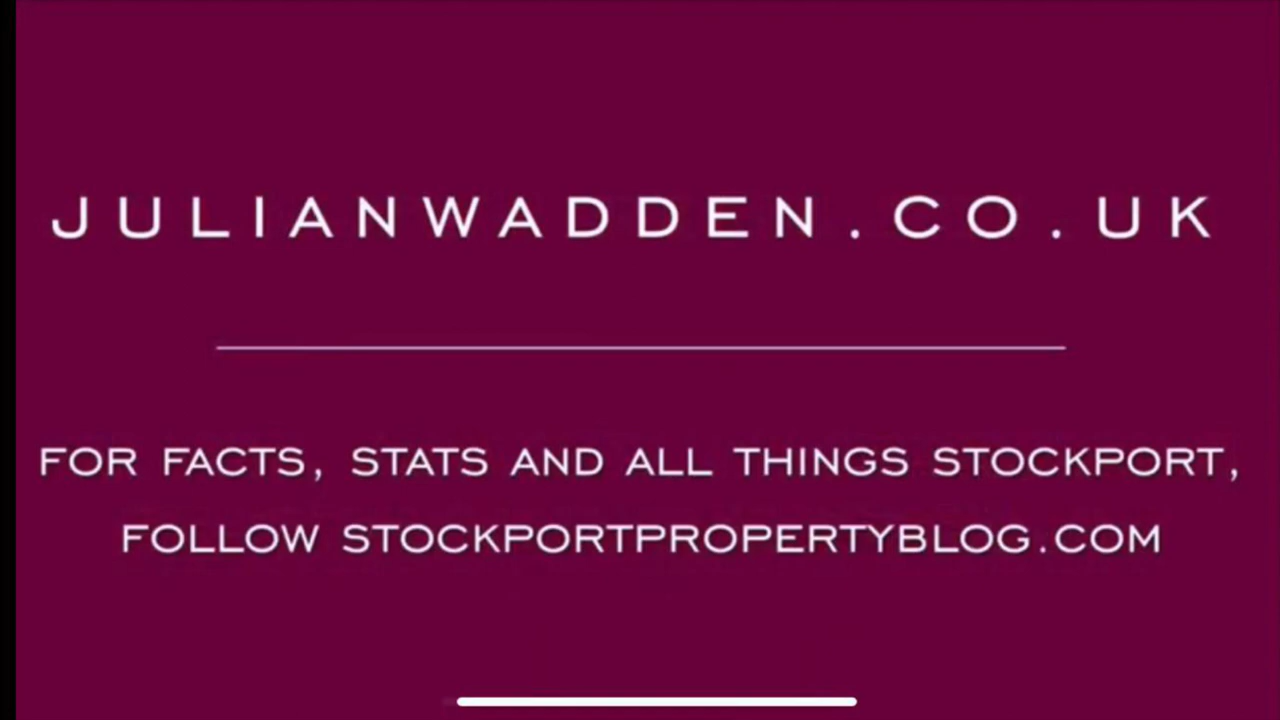 JULIANWADDEN.CO.UK
FOR FACTS, STATS AND ALL THINGS STOCKPORT,
FOLLOW STOCKPORTPROPERTYBLOG.COM